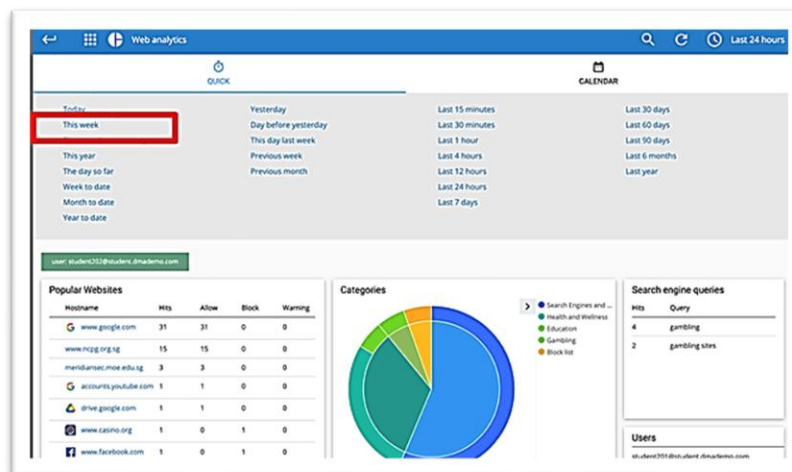 Web analytics
Last 24 hours
QUICK
CALENDAR
Today
This week
This year
The day so far
Week to date
Month to date
Year to date
Yesterday
Day before yesterday
This day last week
Previous week
Previous month
Last 15 minutes
Last 30 minutes
Last 1 hour
Last 4 hours
Last 12 hours
Last 24 hours
Last 7 days
Last 30 days
Last 60 days
Last 90 days
Last 6 months
Last year
user: student202@student.dmademo.com
Popular Websites
Hostname Hits Allow Block Warning
www.google.com 31 31 0 0
www.ncpg.org.sg 15 15 0 0
meridiansec.moe.edu.sg 3 3 0 0
accounts.youtube.com 1 1 0 0
drive.google.com 1 1 0 0
www.casino.org 1 0 1 0
www.facebook.com 1 0 1 0
Categories
Search Engines and ...
Health and Wellness
Education
Gambling
Block list
Search engine queries
Hits Query
4 gambling
2 gambling sites
Users
student201@student.dmademo.com